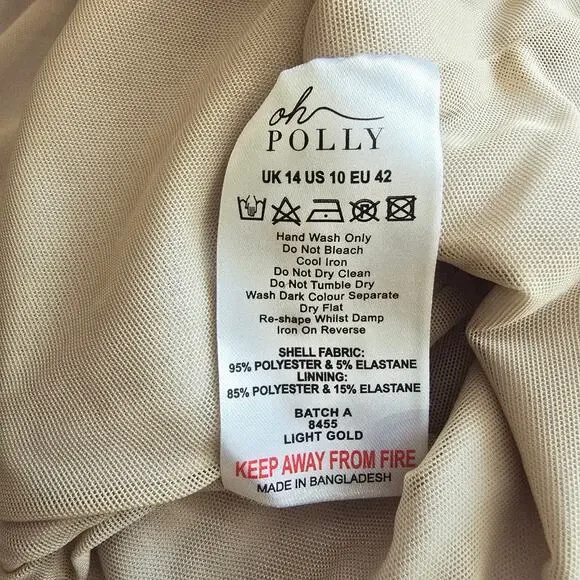 oh
POLLY
UK 14 US 10 EU 42
Hand Wash Only
Do Not Bleach
Cool Iron
Do Not Dry Clean
Do Not Tumble Dry
Wash Dark Colour Separate
Dry Flat
Re-shape Whilst Damp
Iron On Reverse
SHELL FABRIC:
95% POLYESTER & 5% ELASTANE
LINNING:
85% POLYESTER & 15% ELASTANE
BATCH A
8455
LIGHT GOLD
KEEP AWAY FROM FIRE
MADE IN BANGLADESH